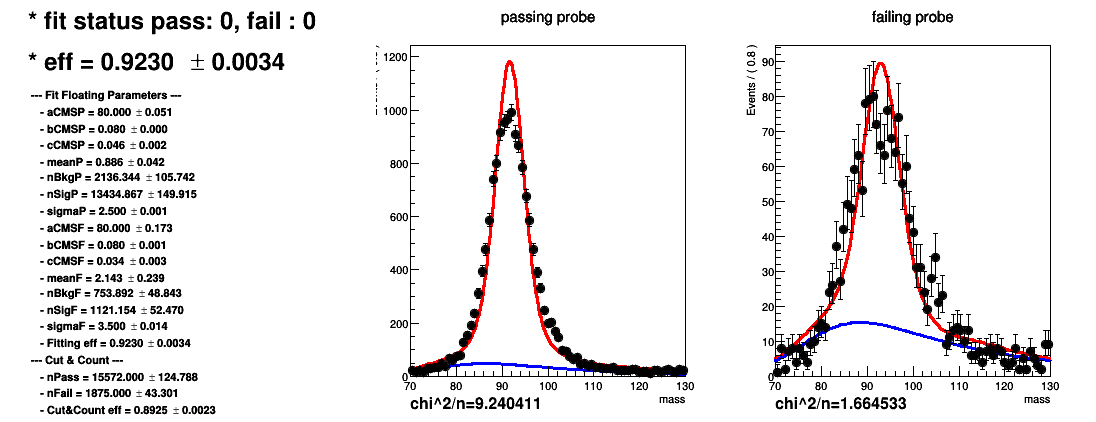 * fit status pass: 0, fail : 0
* eff = 0.9230 ± 0.0034
--- Fit Floating Parameters ---
- aCMSP = 80.000 ± 0.051
- bCMSP = 0.080 ± 0.000
- cCMSP = 0.046 ± 0.002
- meanP = 0.886 ± 0.042
- nBkgP = 2136.344 ± 105.742
- nSigP = 13434.867 ± 149.915
- sigmaP = 2.500 ± 0.001
- aCMSF = 80.000 ± 0.173
- bCMSF = 0.080 ± 0.001
- cCMSF = 0.034 ± 0.003
- meanF = 2.143 ± 0.239
- nBkgF = 753.892 ± 48.843
- nSigF = 1121.154 ± 52.470
- sigmaF = 3.500 ± 0.014
- Fitting eff = 0.9230 ± 0.0034
--- Cut & Count ---
- nPass = 15572.000 ± 124.788
- nFail = 1875.000 ± 43.301
- Cut&Count eff = 0.8925 ± 0.0023
passing probe
1200
1000
800
600
400
200
0
70 80 90 100 110 120 130
mass
chi^2/n=9.240411
failing probe
Events / ( 0.8 )
90
80
70
60
50
40
30
20
10
0
70 80 90 100 110 120 130
mass
chi^2/n=1.664533